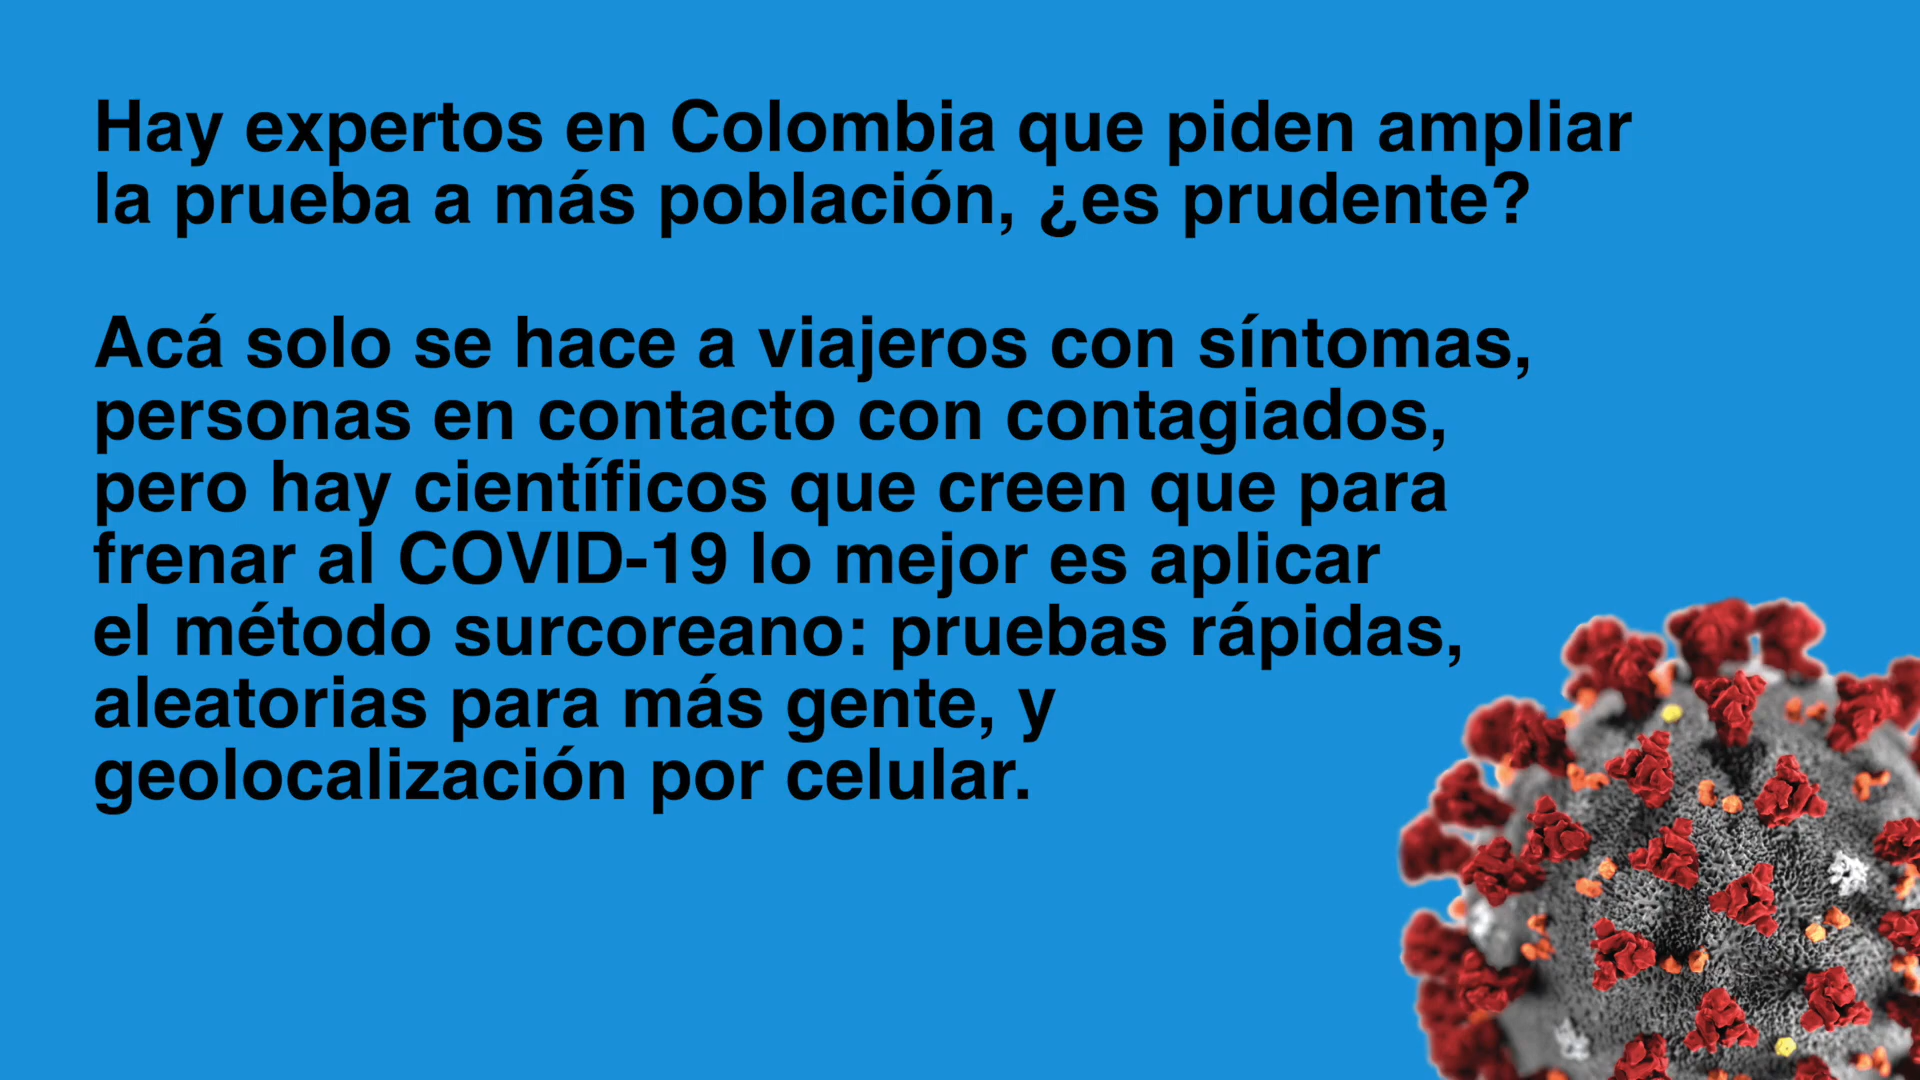 Hay expertos en Colombia que piden ampliar
la prueba a más población, ¿es prudente?
Acá solo se hace a viajeros con síntomas,
personas en contacto con contagiados,
pero hay científicos que creen que para
frenar al COVID-19 lo mejor es aplicar
el método surcoreano: pruebas rápidas,
aleatorias para más gente, y
geolocalización por celular.